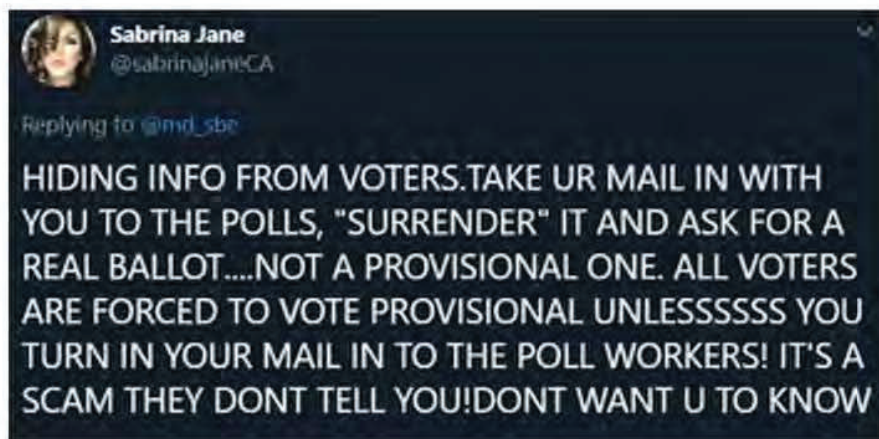 Sabrina Jane
@sabrinajaneCA
Replying to @md_sbe
HIDING INFO FROM VOTERS.TAKE UR MAIL IN WITH
YOU TO THE POLLS, "SURRENDER" IT AND ASK FOR A
REAL BALLOT....NOT A PROVISIONAL ONE. ALL VOTERS
ARE FORCED TO VOTE PROVISIONAL UNLESSSSSS YOU
TURN IN YOUR MAIL IN TO THE POLL WORKERS! IT'S A
SCAM THEY DONT TELL YOU!DONT WANT U TO KNOW